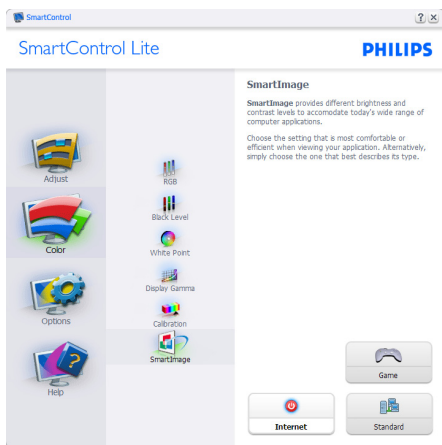 SmartControl
SmartControl Lite
PHILIPS
Adjust
Color
Options
Help
RGB
Black Level
White Point
Display Gamma
Calibration
SmartImage
SmartImage
SmartImage provides different brightness and
contrast levels to accomodate today's wide range of
computer applications.
Choose the setting that is most comfortable or
efficient when viewing your application. Alternatively,
simply choose the one that best describes its type.
Game
Internet
Standard